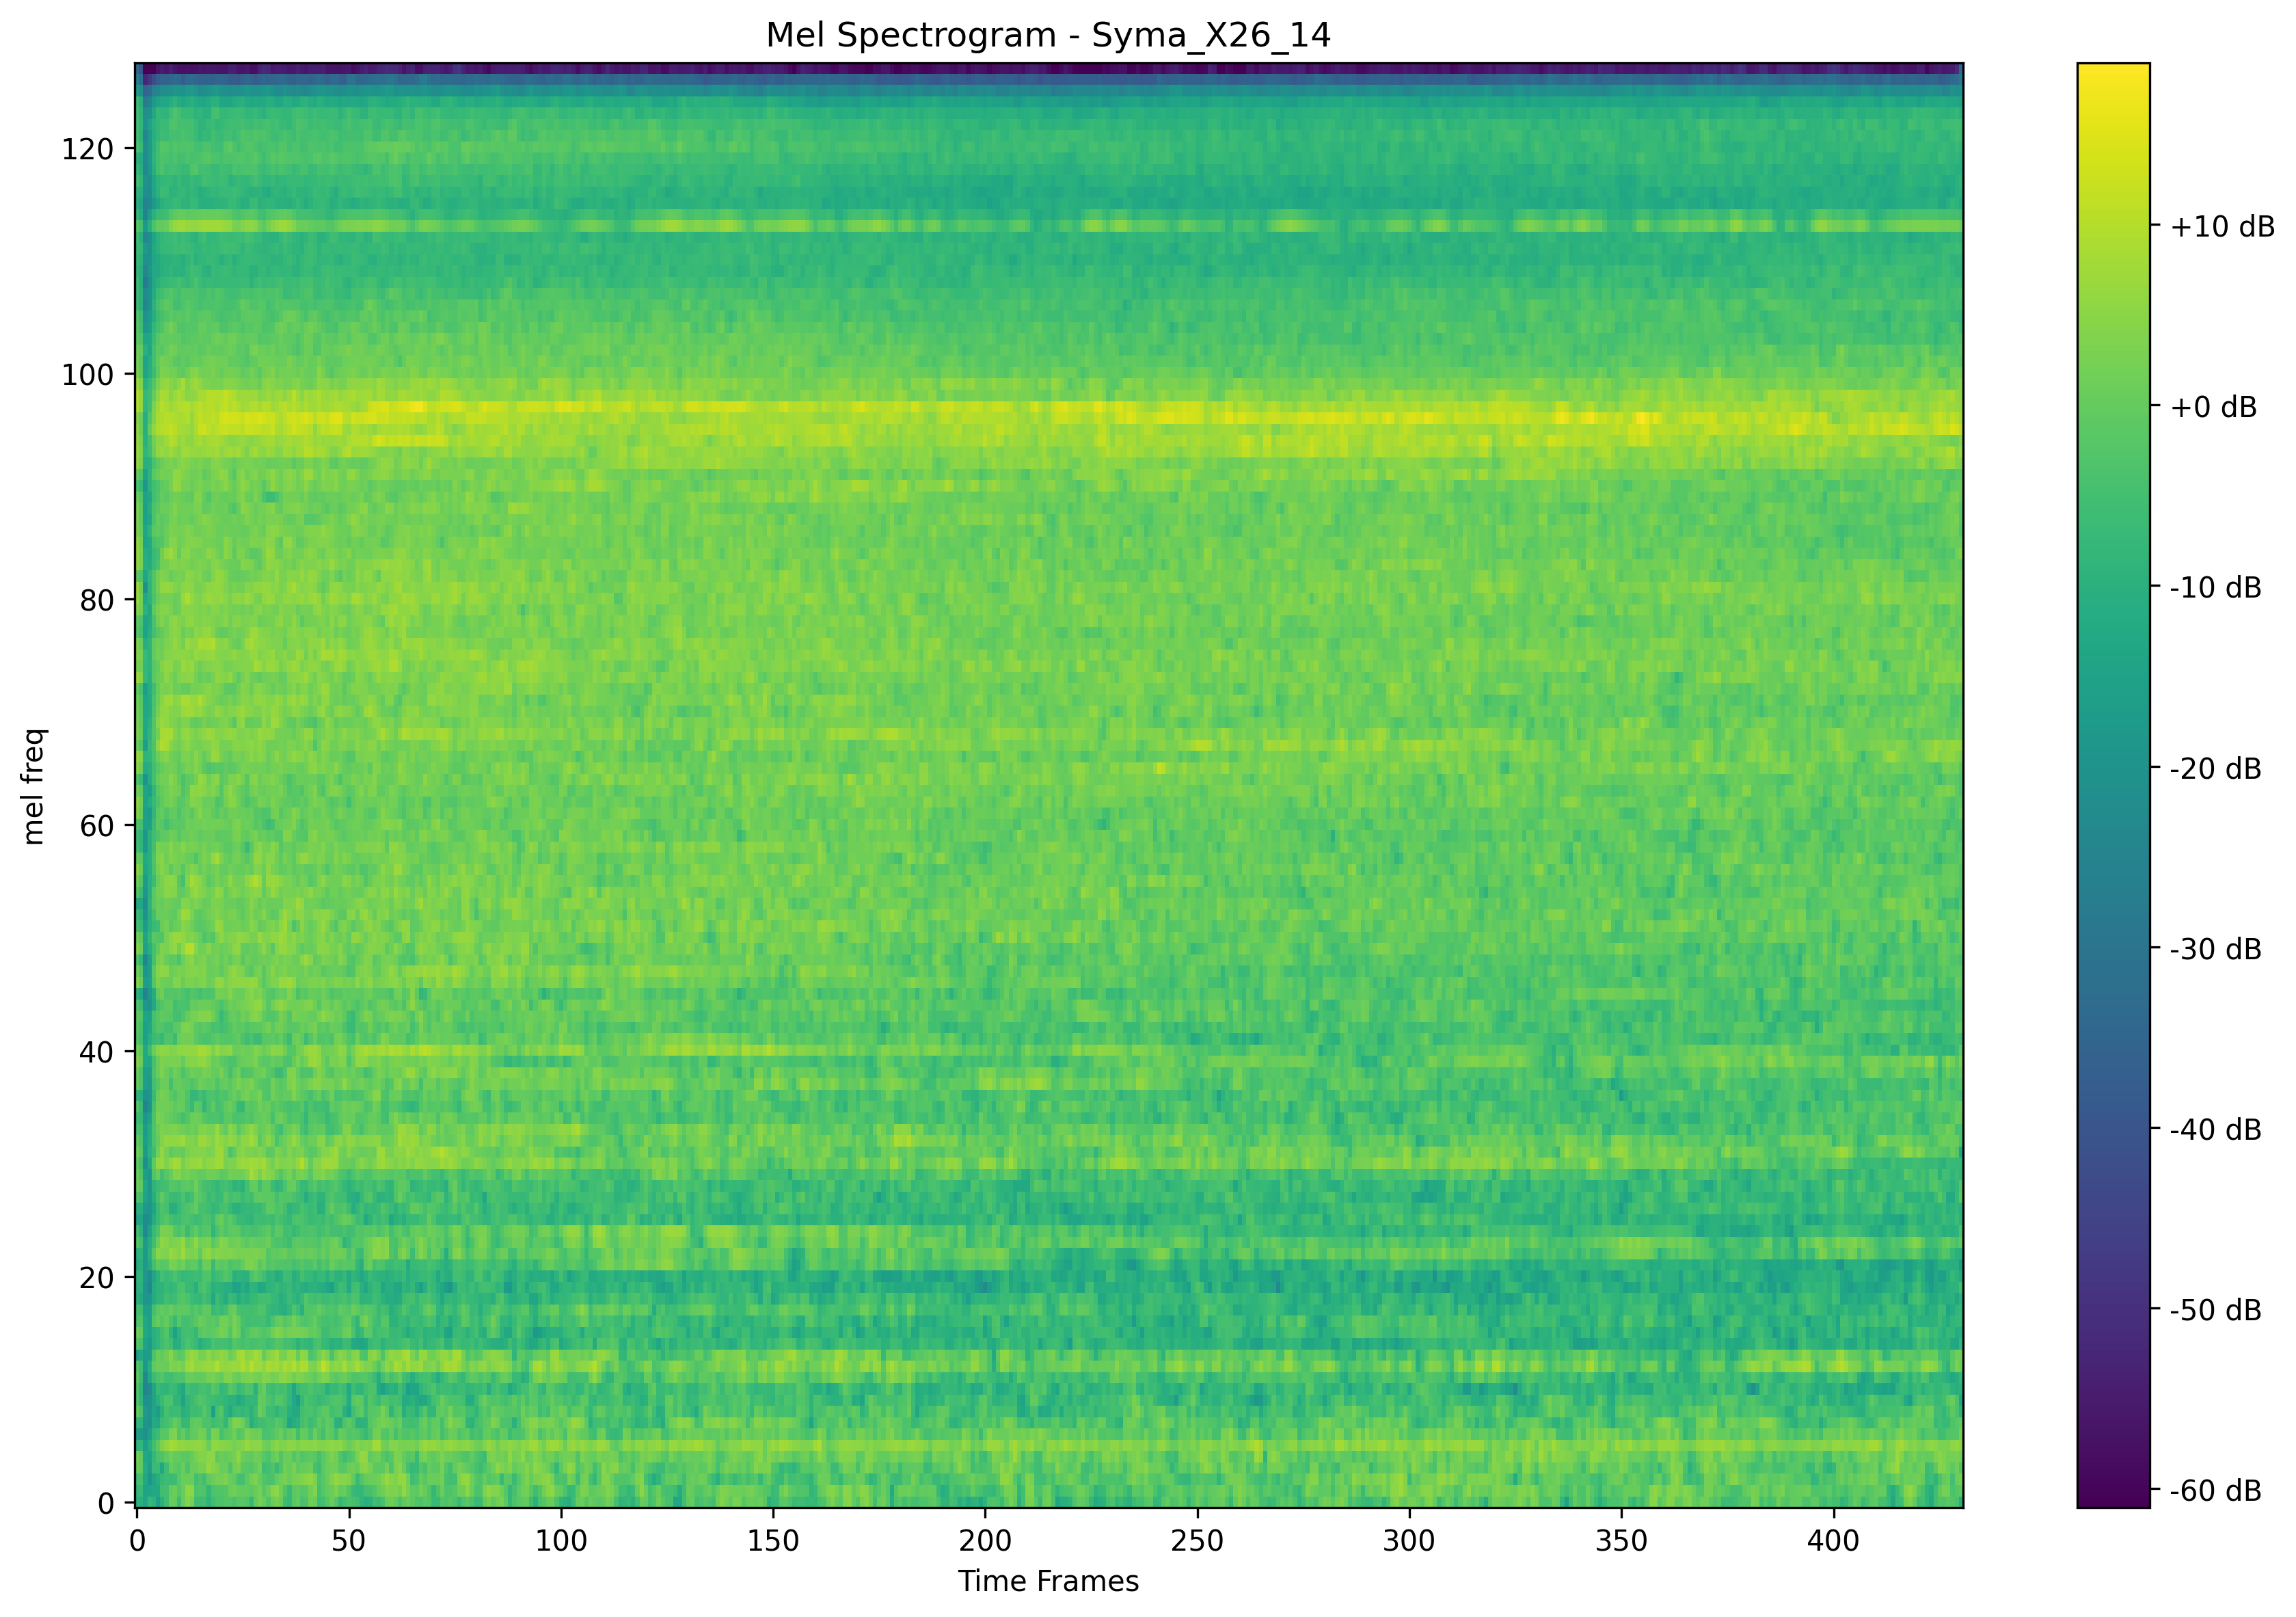 Mel Spectrogram - Syma_X26_14
mel freq
120
100
80
60
40
20
0
0 50 100 150 200 250 300 350 400
Time Frames
+10 dB
+0 dB
-10 dB
-20 dB
-30 dB
-40 dB
-50 dB
-60 dB